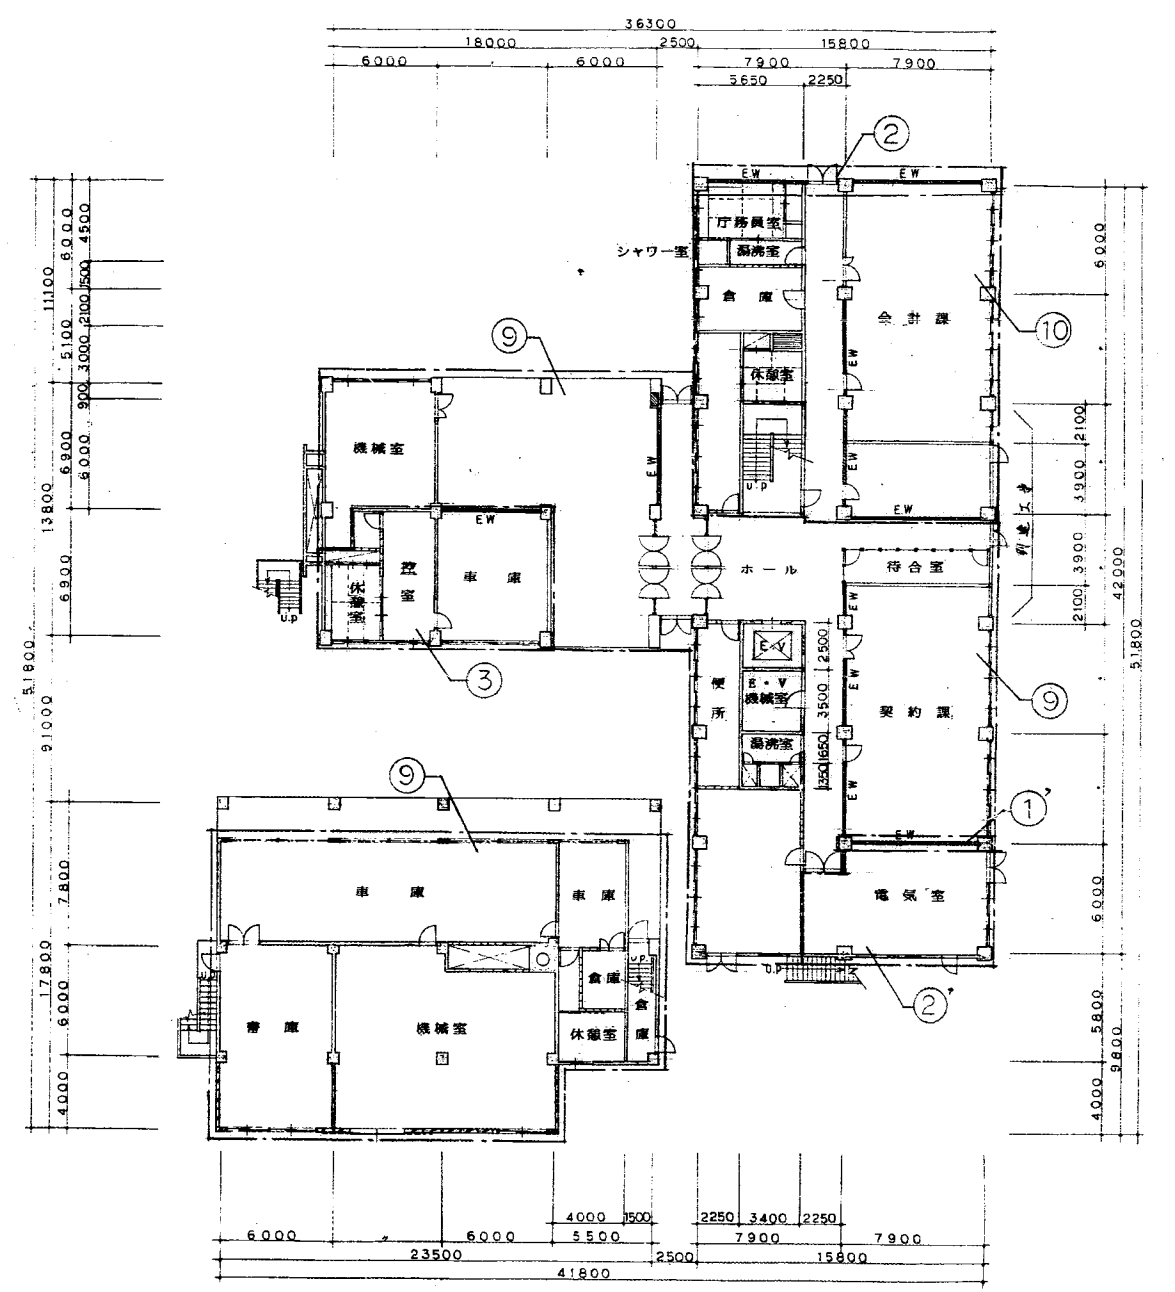 36300
18000
2500
15800
6000
6000
7900
7900
5650
2250
②
EW
EW
庁務員室
シャワー室
湯沸室
倉庫
会計課
⑩
⑨
休憩室
EW
機械室
EW
EW
u.p
EW
EW
控室
車庫
ホール
待合室
別途工事
休憩室
u.p
EW
E V
2500
③
便所
E・V
機械室
3500
EW
⑨
契約課
湯沸室
1650
1350
EW
⑨
①'
EW
車庫
車庫
電気室
u.p.
u.p
倉庫
倉庫
②'
書庫
機械室
休憩室
51800
11100
13800
91000
17800
6000
5100
6900
6900
7800
6000
4000
4500
1500
2100
3000
900
6000
6000
2100
3900
3900
2100
42000
51800
6000
5800
9800
4000
4000
1500
2250
3400
2250
6000
〃
6000
5500
7900
7900
23500
2500
15800
41800